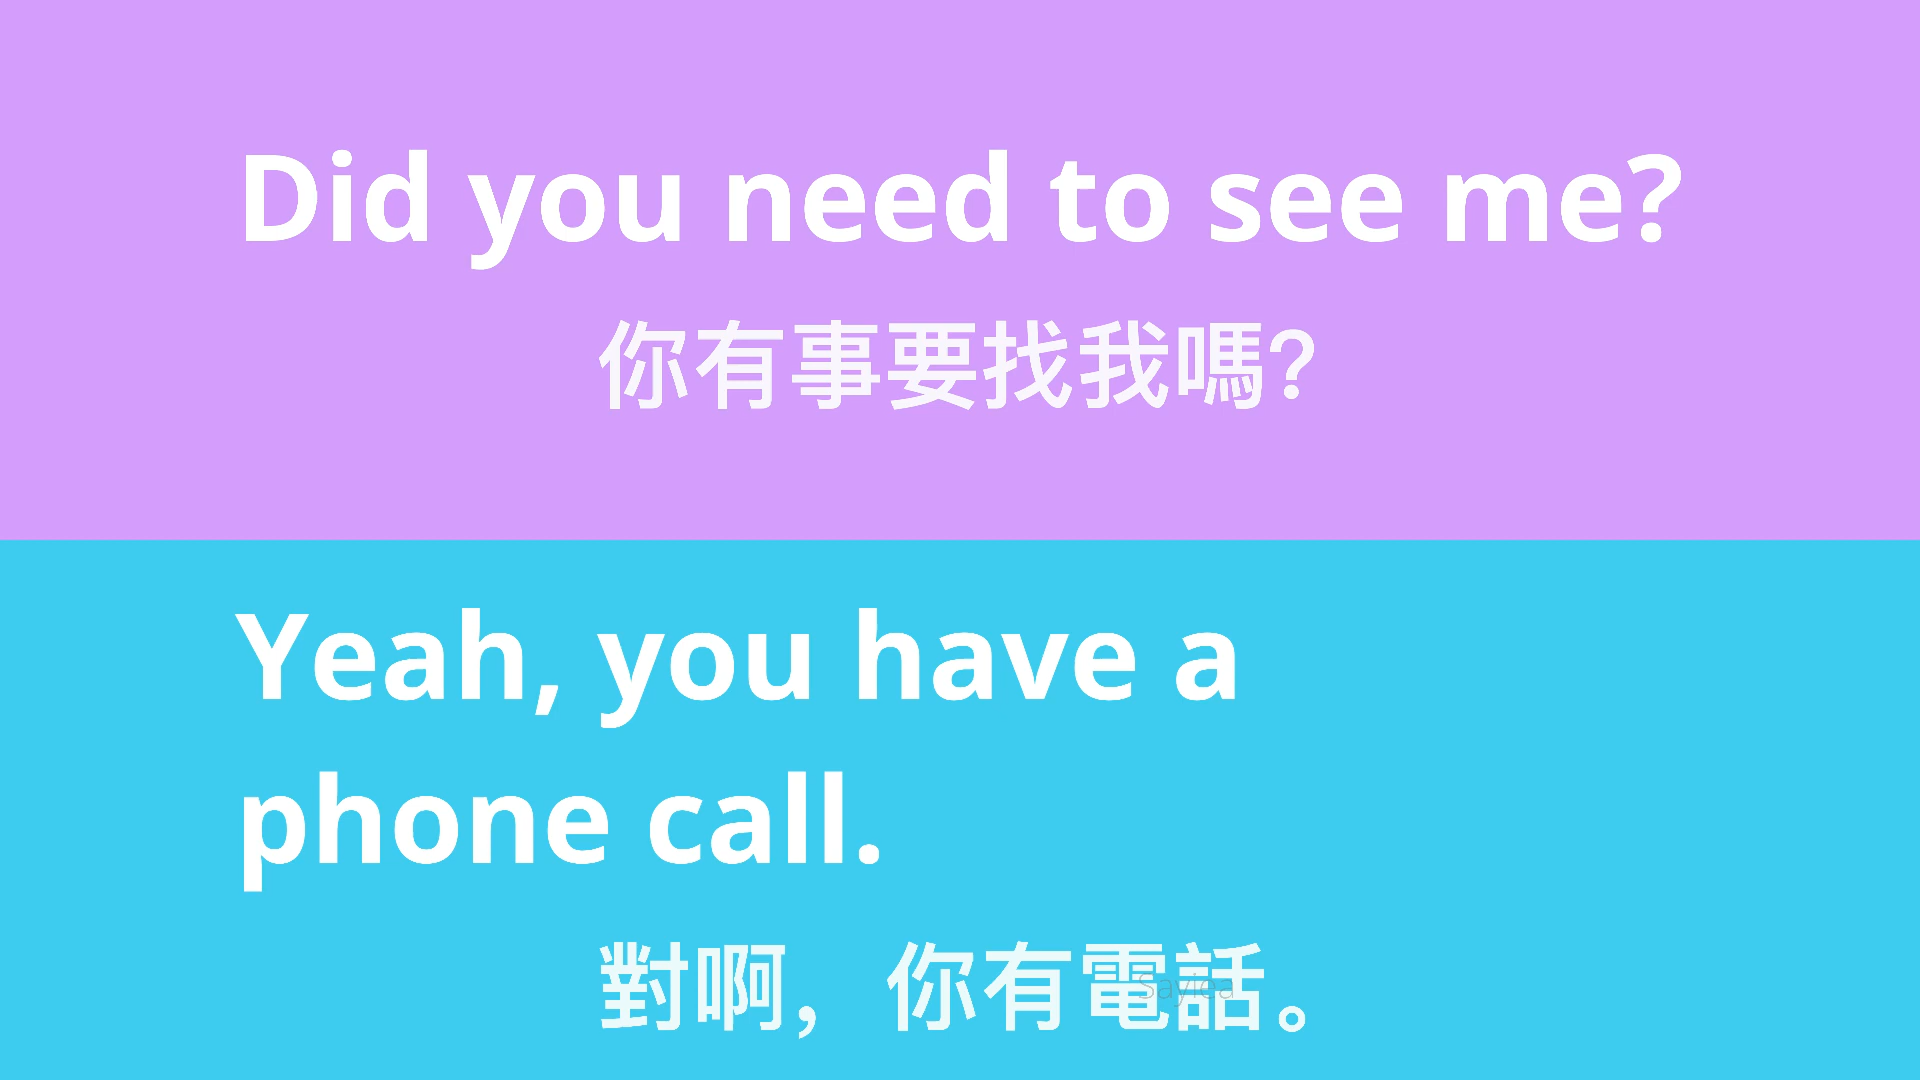 Did you need to see me?
你有事要找我嗎?
Yeah, you have a
phone call.
對啊，你有電話。
Sayiea